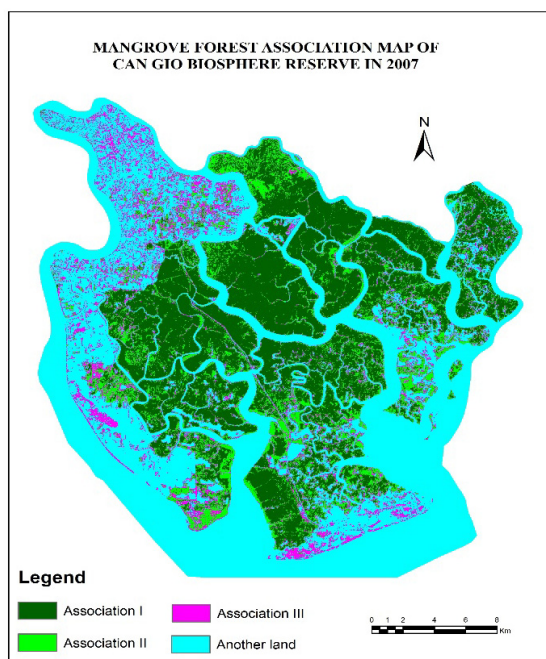 MANGROVE FOREST ASSOCIATION MAP OF
CAN GIO BIOSPHERE RESERVE IN 2007
N
Legend
Association I
Association III
Association II
Another land
0 1 2 4 6 8
Km